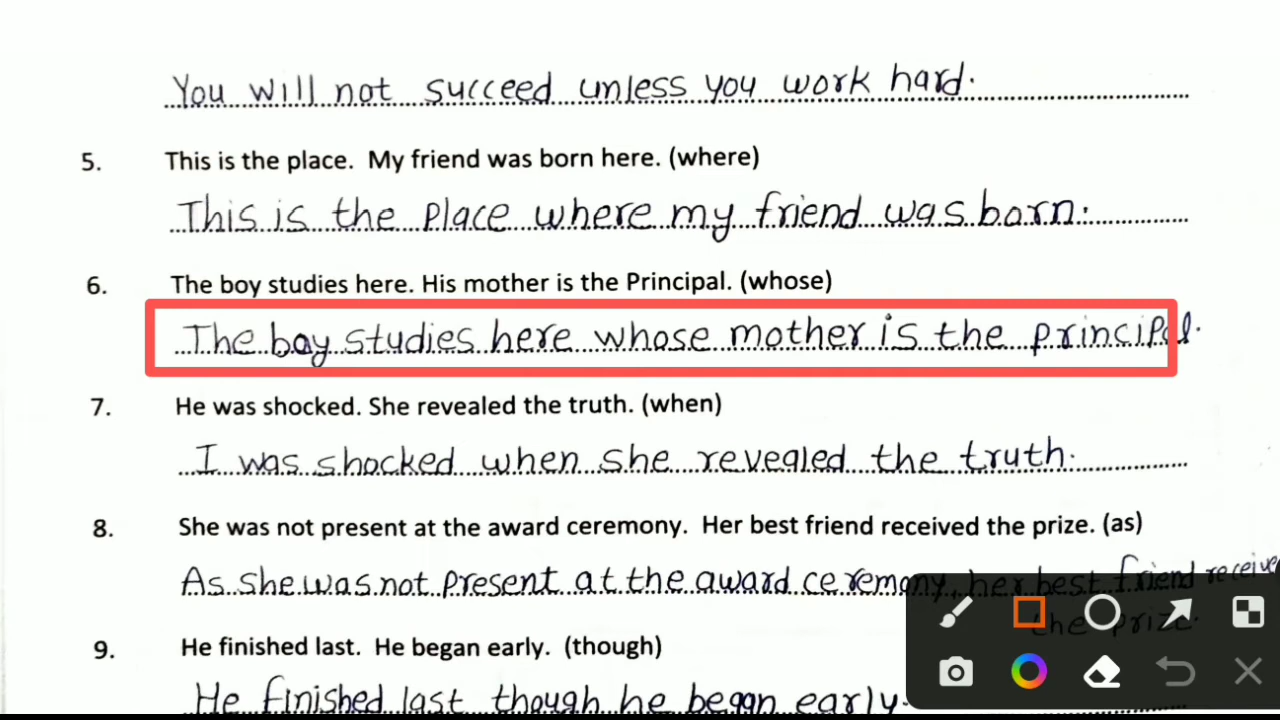 You will not succeed unless you work hard.
5. This is the place. My friend was born here. (where)
This is the place where my friend was born.
6. The boy studies here. His mother is the Principal. (whose)
The boy studies here whose mother is the principal.
7. He was shocked. She revealed the truth. (when)
I was shocked when she revealed the truth.
8. She was not present at the award ceremony. Her best friend received the prize. (as)
As she was not present at the award ceremony, her best friend receive
the prize.
9. He finished last. He began early. (though)
He finished last though he began early.